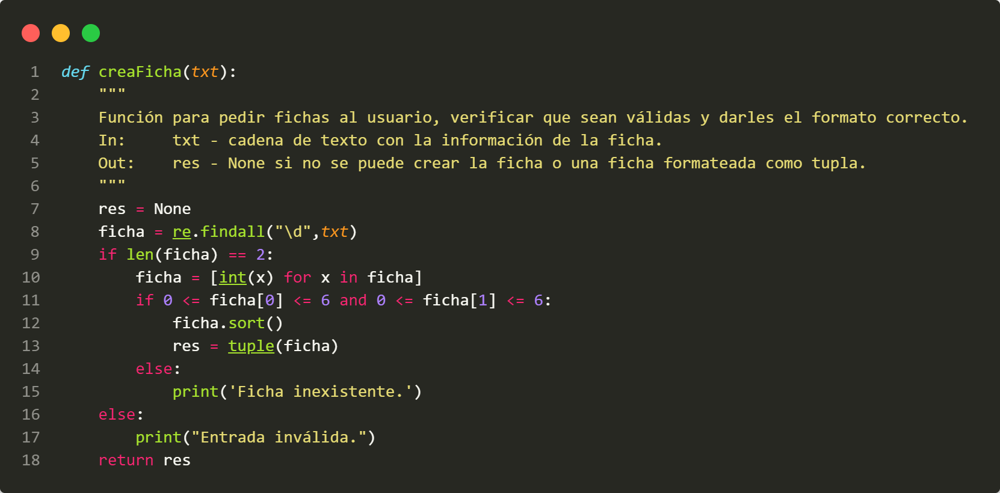 1 def creaFicha(txt):
2     """
3     Función para pedir fichas al usuario, verificar que sean válidas y darles el formato correcto.
4     In:     txt - cadena de texto con la información de la ficha.
5     Out:    res - None si no se puede crear la ficha o una ficha formateada como tupla.
6     """
7     res = None
8     ficha = re.findall("\d",txt)
9     if len(ficha) == 2:
10         ficha = [int(x) for x in ficha]
11         if 0 <= ficha[0] <= 6 and 0 <= ficha[1] <= 6:
12             ficha.sort()
13             res = tuple(ficha)
14         else:
15             print('Ficha inexistente.')
16     else:
17         print("Entrada inválida.")
18     return res